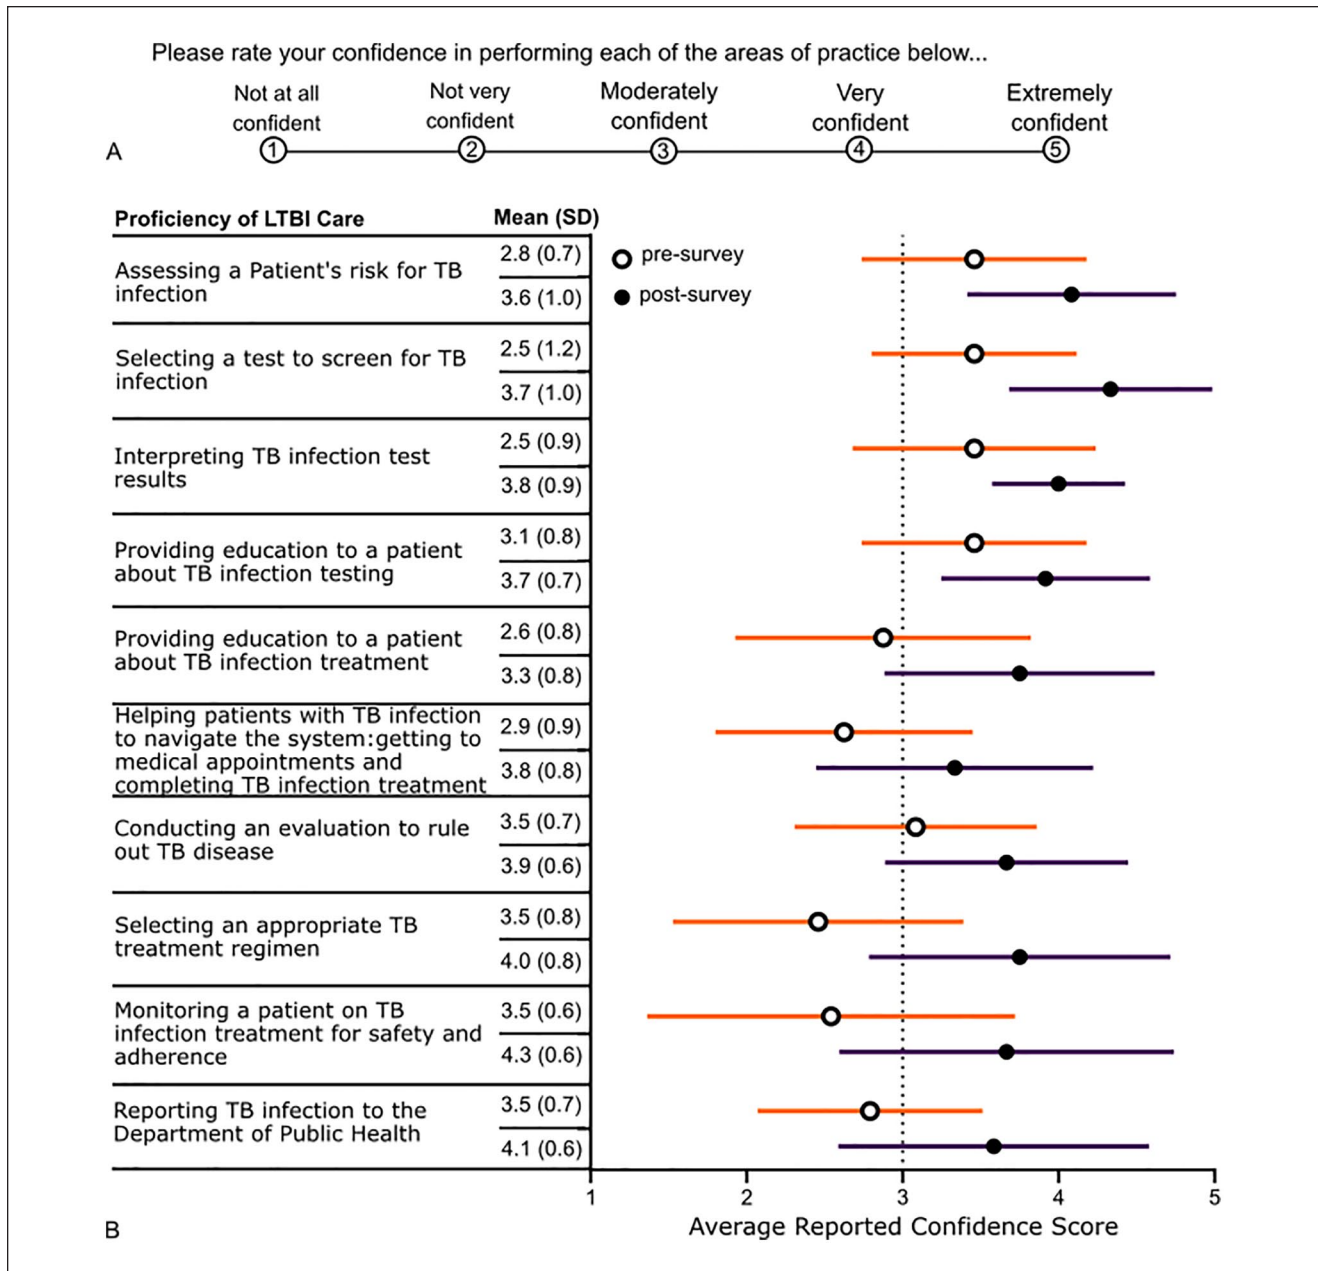 Please rate your confidence in performing each of the areas of practice below...
Not at all confident
Not very confident
Moderately confident
Very confident
Extremely confident
A
1 2 3 4 5
Proficiency of LTBI Care Mean (SD)
pre-survey
post-survey
Assessing a Patient's risk for TB
infection
2.8 (0.7)
3.6 (1.0)
Selecting a test to screen for TB
infection
2.5 (1.2)
3.7 (1.0)
Interpreting TB infection test
results
2.5 (0.9)
3.8 (0.9)
Providing education to a patient
about TB infection testing
3.1 (0.8)
3.7 (0.7)
Providing education to a patient
about TB infection treatment
2.6 (0.8)
3.3 (0.8)
Helping patients with TB infection
to navigate the system:getting to
medical appointments and
completing TB infection treatment
2.9 (0.9)
3.8 (0.8)
Conducting an evaluation to rule
out TB disease
3.5 (0.7)
3.9 (0.6)
Selecting an appropriate TB
treatment regimen
3.5 (0.8)
4.0 (0.8)
Monitoring a patient on TB
infection treatment for safety and
adherence
3.5 (0.6)
4.3 (0.6)
Reporting TB infection to the
Department of Public Health
3.5 (0.7)
4.1 (0.6)
1 2 3 4 5
Average Reported Confidence Score
B